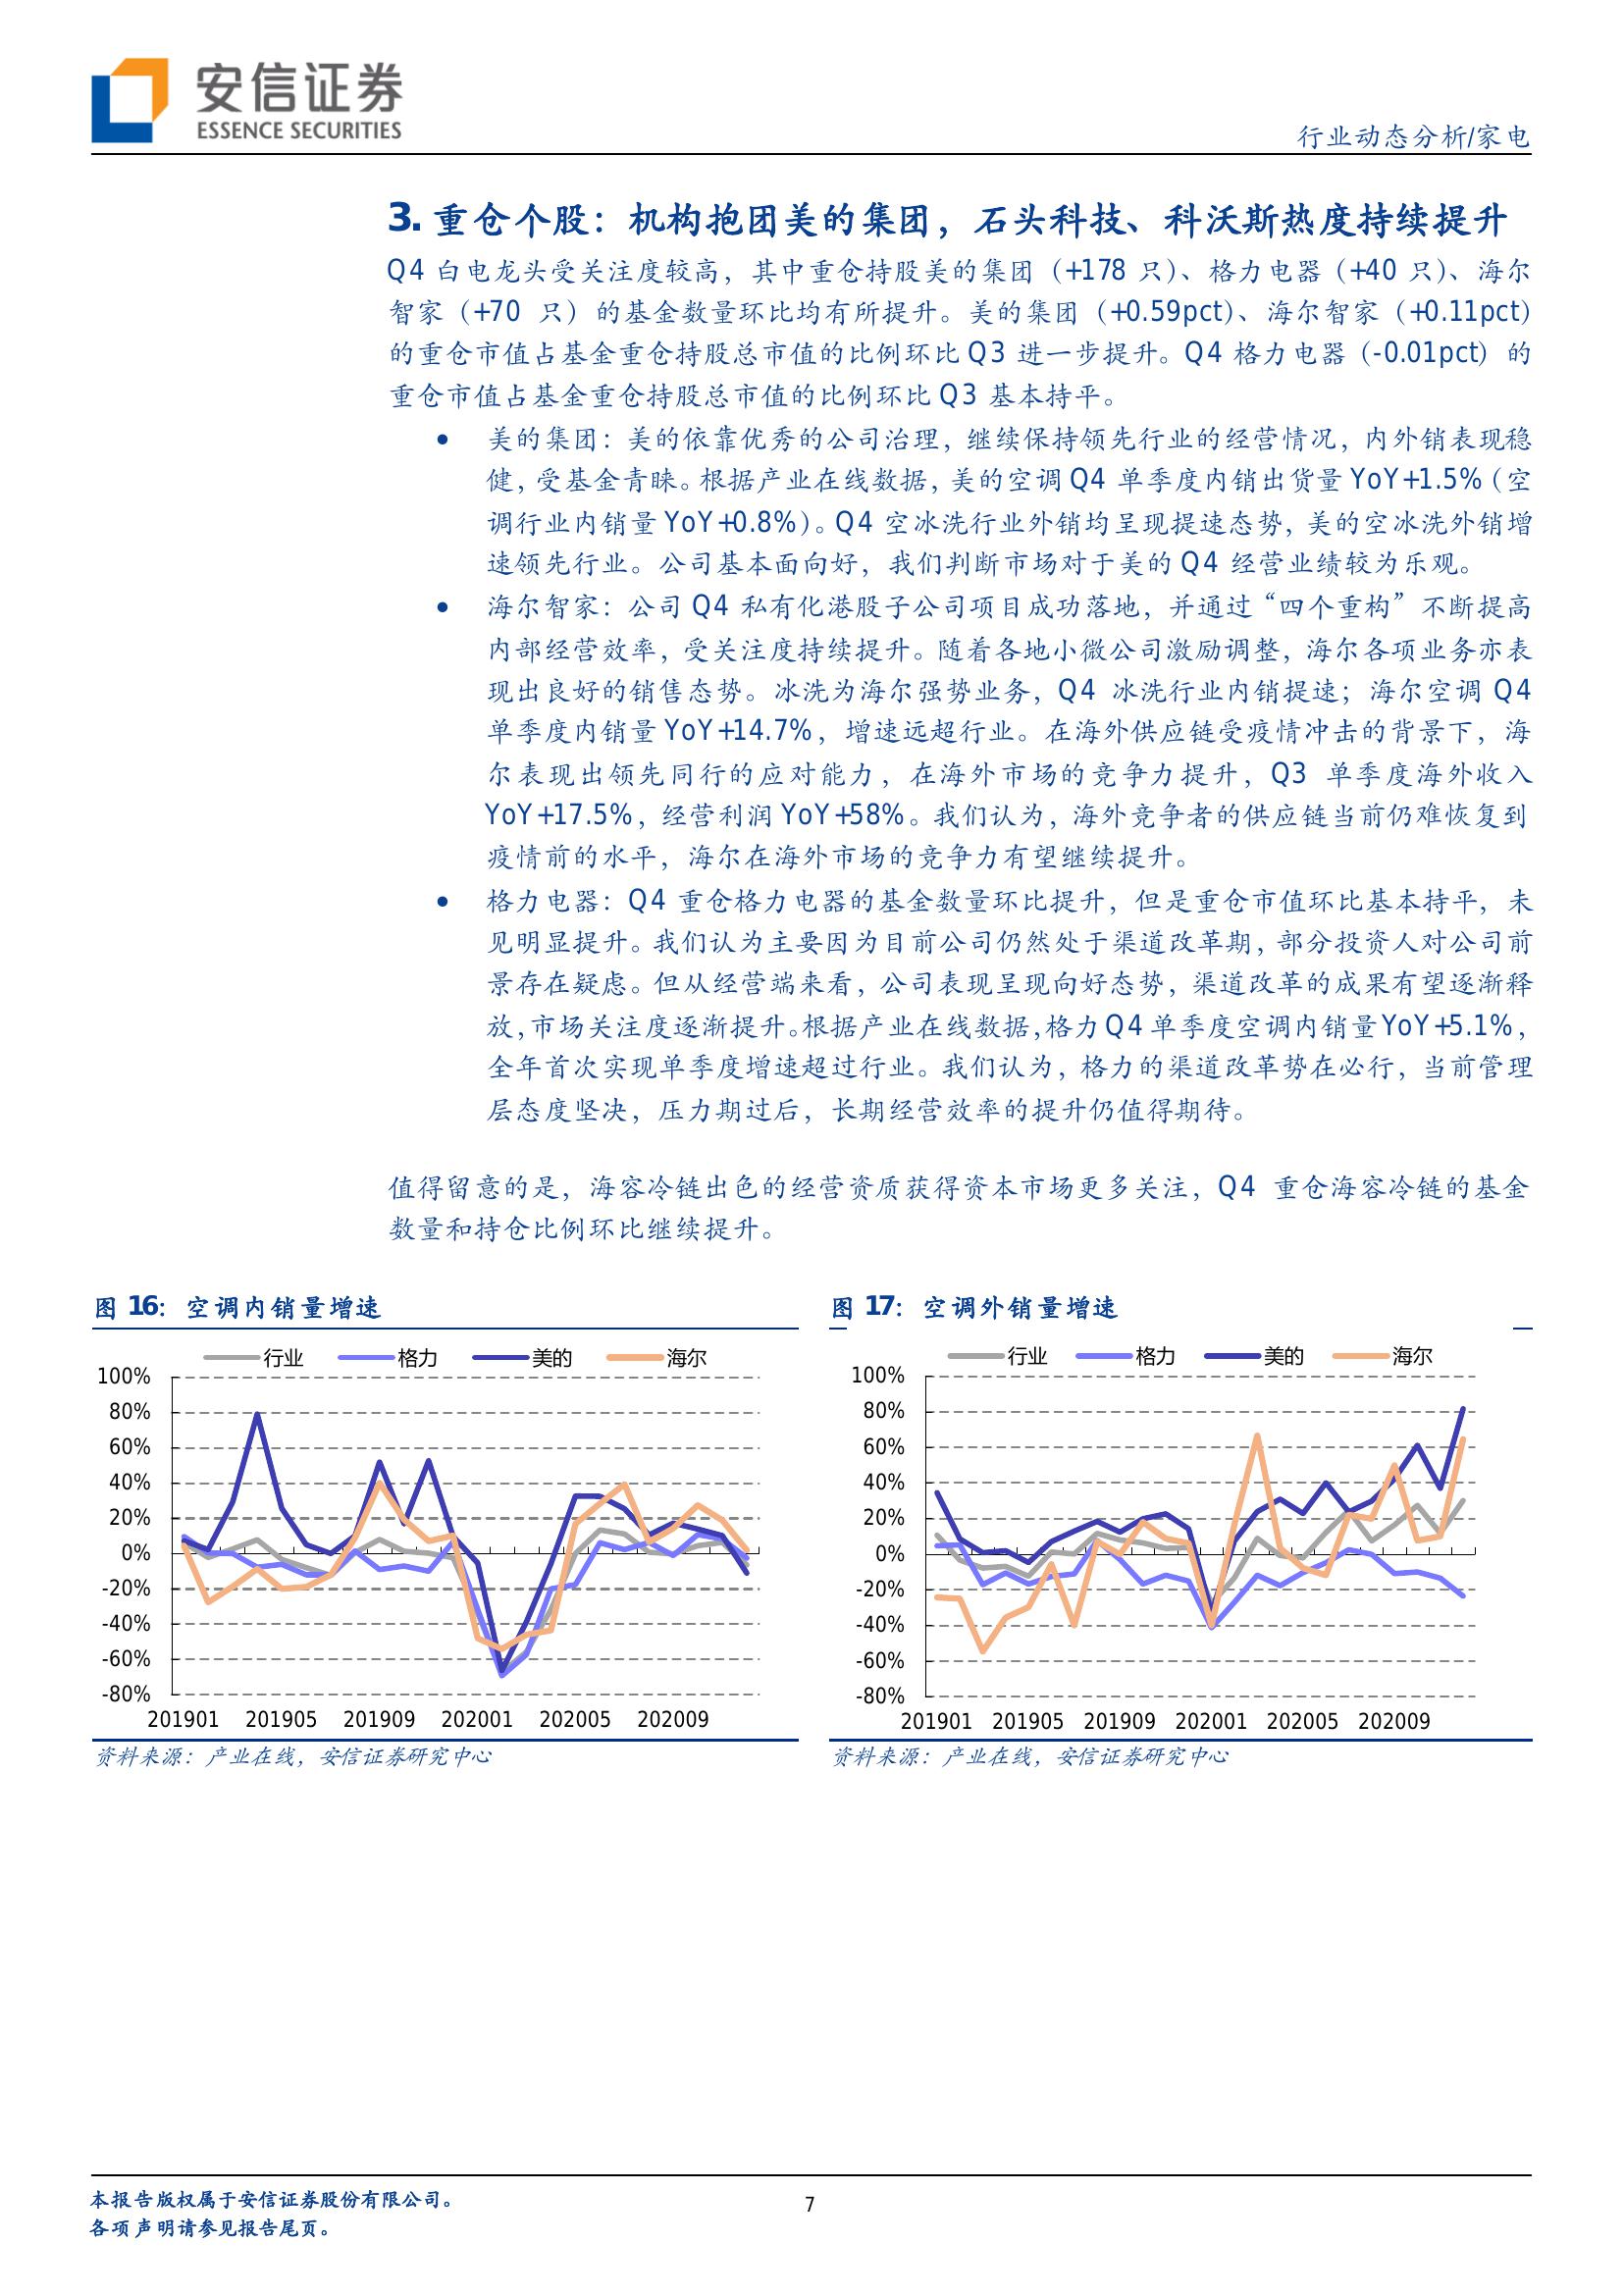 安信证券
ESSENCE SECURITIES
行业动态分析/家电
3. 重仓个股：机构抱团美的集团，石头科技、科沃斯热度持续提升
Q4 白电龙头受关注度较高，其中重仓持股美的集团（+178 只）、格力电器（+40 只）、海尔
智家（+70 只）的基金数量环比均有所提升。美的集团（+0.59pct）、海尔智家（+0.11pct）
的重仓市值占基金重仓持股总市值的比例环比 Q3 进一步提升。Q4 格力电器（-0.01pct）的
重仓市值占基金重仓持股总市值的比例环比 Q3 基本持平。
● 美的集团：美的依靠优秀的公司治理，继续保持领先行业的经营情况，内外销表现稳
健，受基金青睐。根据产业在线数据，美的空调 Q4 单季度内销出货量 YoY+1.5%（空
调行业内销量 YoY+0.8%）。Q4 空冰洗行业外销均呈现提速态势，美的空冰洗外销增
速领先行业。公司基本面向好，我们判断市场对于美的 Q4 经营业绩较为乐观。
● 海尔智家：公司 Q4 私有化港股子公司项目成功落地，并通过“四个重构”不断提高
内部经营效率，受关注度持续提升。随着各地小微公司激励调整，海尔各项业务亦表
现出良好的销售态势。冰洗为海尔强势业务，Q4 冰洗行业内销提速；海尔空调 Q4
单季度内销量 YoY+14.7%，增速远超行业。在海外供应链受疫情冲击的背景下，海
尔表现出领先同行的应对能力，在海外市场的竞争力提升，Q3 单季度海外收入
YoY+17.5%，经营利润 YoY+58%。我们认为，海外竞争者的供应链当前仍难恢复到
疫情前的水平，海尔在海外市场的竞争力有望继续提升。
● 格力电器：Q4 重仓格力电器的基金数量环比提升，但是重仓市值环比基本持平，未
见明显提升。我们认为主要因为目前公司仍然处于渠道改革期，部分投资人对公司前
景存在疑虑。但从经营端来看，公司表现呈现向好态势，渠道改革的成果有望逐渐释
放，市场关注度逐渐提升。根据产业在线数据，格力 Q4 单季度空调内销量 YoY+5.1%，
全年首次实现单季度增速超过行业。我们认为，格力的渠道改革势在必行，当前管理
层态度坚决，压力期过后，长期经营效率的提升仍值得期待。
值得留意的是，海容冷链出色的经营资质获得资本市场更多关注，Q4 重仓海容冷链的基金
数量和持仓比例环比继续提升。
图 16：空调内销量增速
行业 格力 美的 海尔
100%
80%
60%
40%
20%
0%
-20%
-40%
-60%
-80%
201901 201905 201909 202001 202005 202009
资料来源：产业在线，安信证券研究中心
图 17：空调外销量增速
行业 格力 美的 海尔
100%
80%
60%
40%
20%
0%
-20%
-40%
-60%
-80%
201901 201905 201909 202001 202005 202009
资料来源：产业在线，安信证券研究中心
本报告版权属于安信证券股份有限公司。
各项声明请参见报告尾页。
7